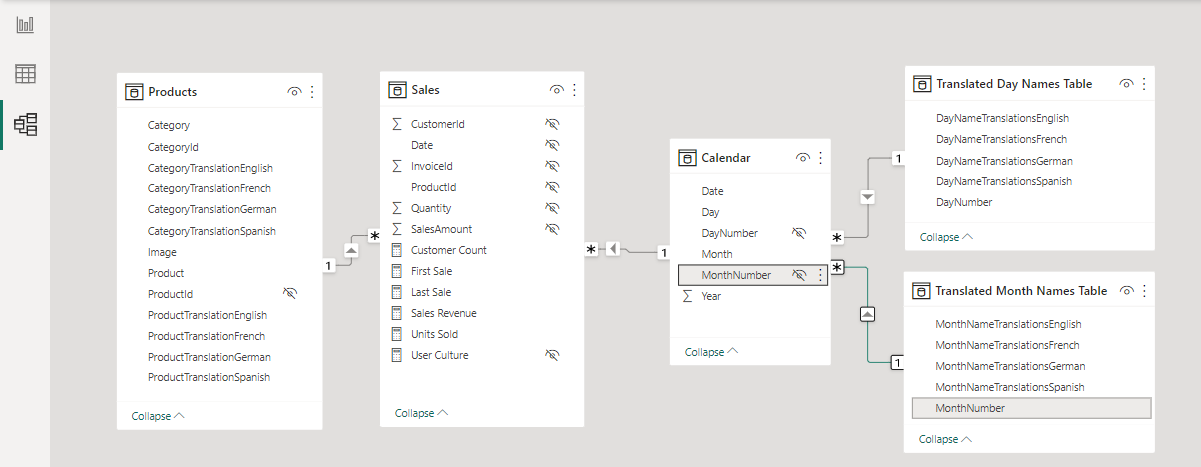 Products
Category
CategoryId
CategoryTranslationEnglish
CategoryTranslationFrench
CategoryTranslationGerman
CategoryTranslationSpanish
Image
Product
ProductId
ProductTranslationEnglish
ProductTranslationFrench
ProductTranslationGerman
ProductTranslationSpanish
Collapse
1
*
Sales
Σ CustomerId
Date
Σ InvoiceId
ProductId
Σ Quantity
Σ SalesAmount
Customer Count
First Sale
Last Sale
Sales Revenue
Units Sold
User Culture
Collapse
*
1
Calendar
Date
Day
DayNumber
Month
MonthNumber
Σ Year
Collapse
*
1
*
1
Translated Day Names Table
DayNameTranslationsEnglish
DayNameTranslationsFrench
DayNameTranslationsGerman
DayNameTranslationsSpanish
DayNumber
Collapse
Translated Month Names Table
MonthNameTranslationsEnglish
MonthNameTranslationsFrench
MonthNameTranslationsGerman
MonthNameTranslationsSpanish
MonthNumber
Collapse